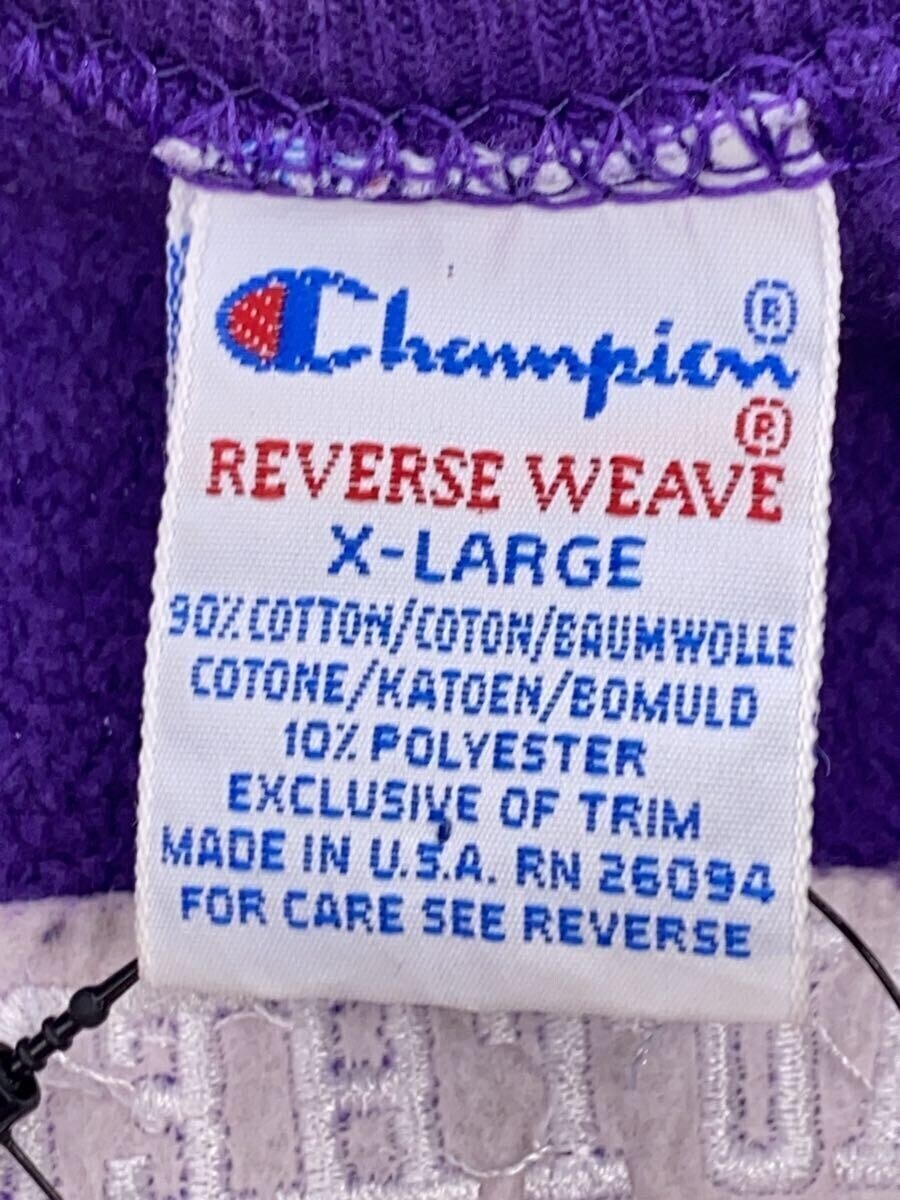 Champion®
REVERSE WEAVE®
X-LARGE
90% COTTON/COTON/BAUMWOLLE
COTONE/KATOEN/BOMULD
10% POLYESTER
EXCLUSIVE OF TRIM
MADE IN U.S.A. RN 26094
FOR CARE SEE REVERSE